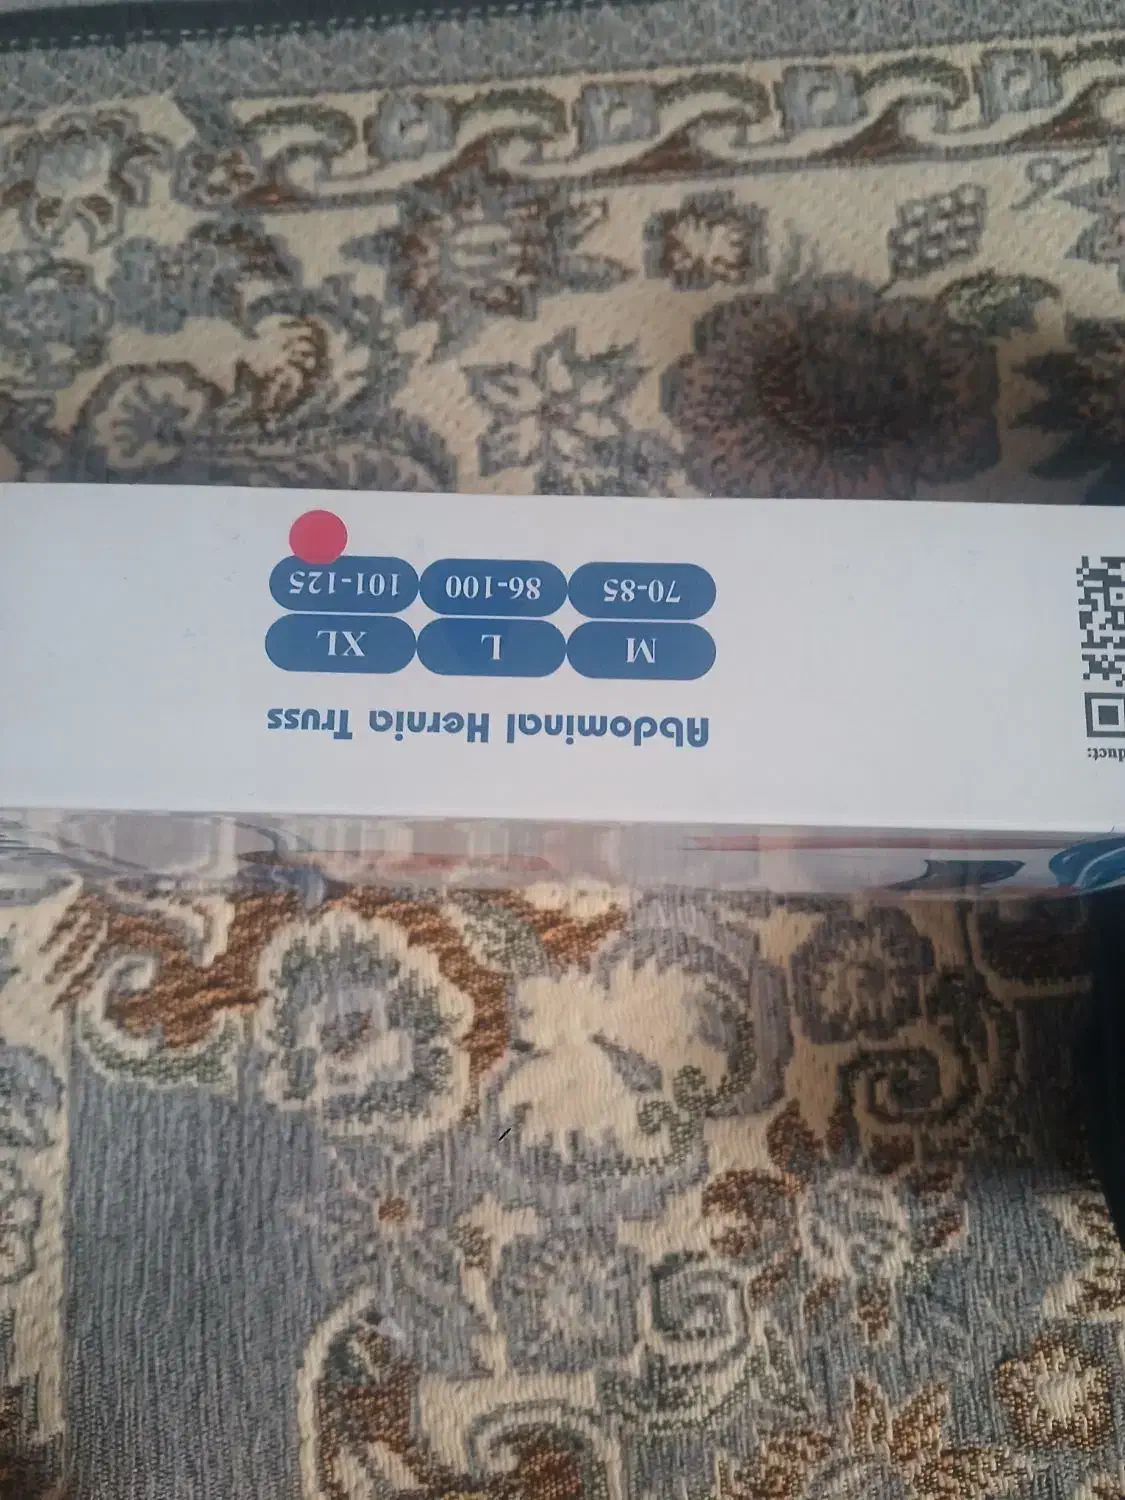 Abdominal Hernia Truss
M L XL
70-85 86-100 101-125
duct: